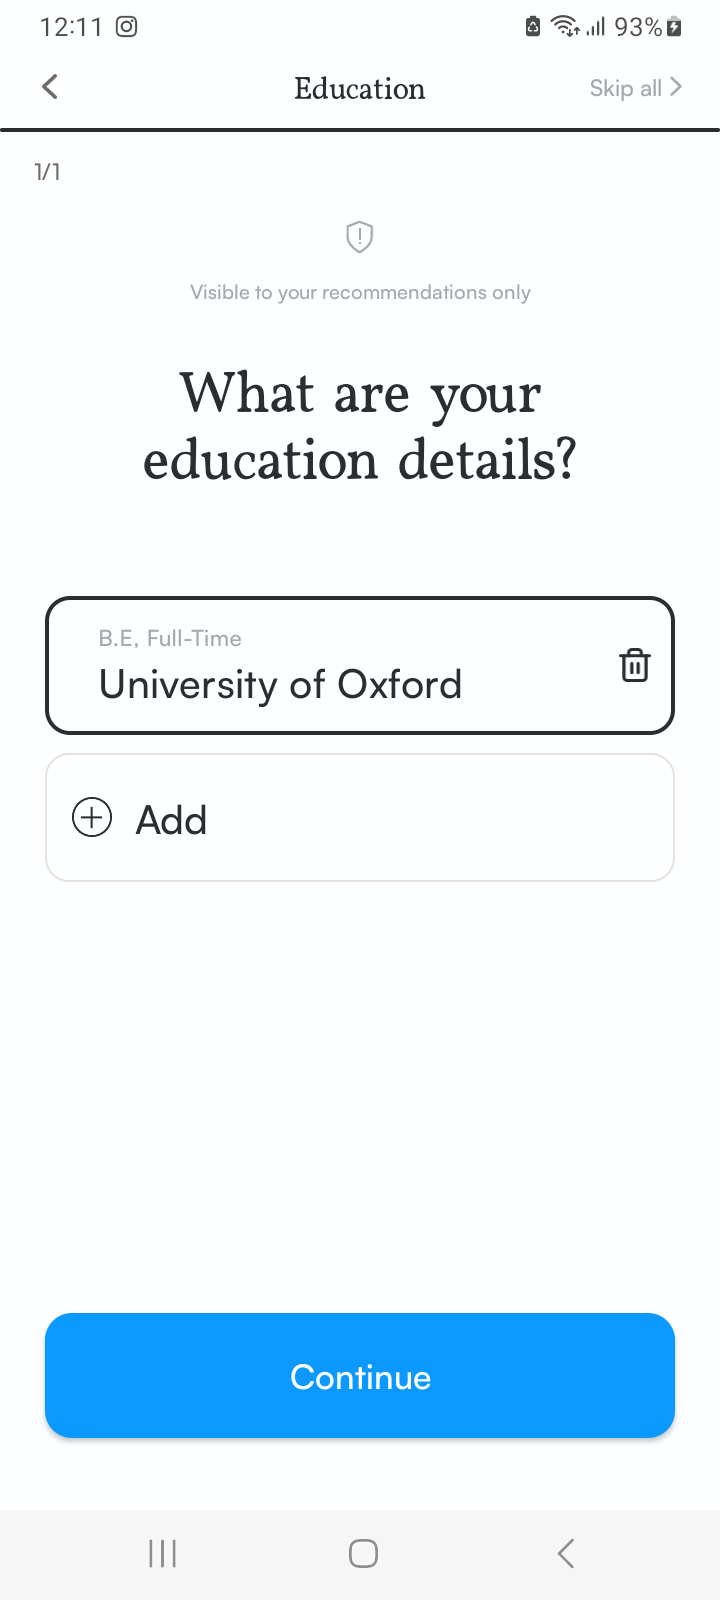 12:11 93%
Education Skip all
1/1
Visible to your recommendations only
What are your
education details?
B.E, Full-Time
University of Oxford
Add
Continue